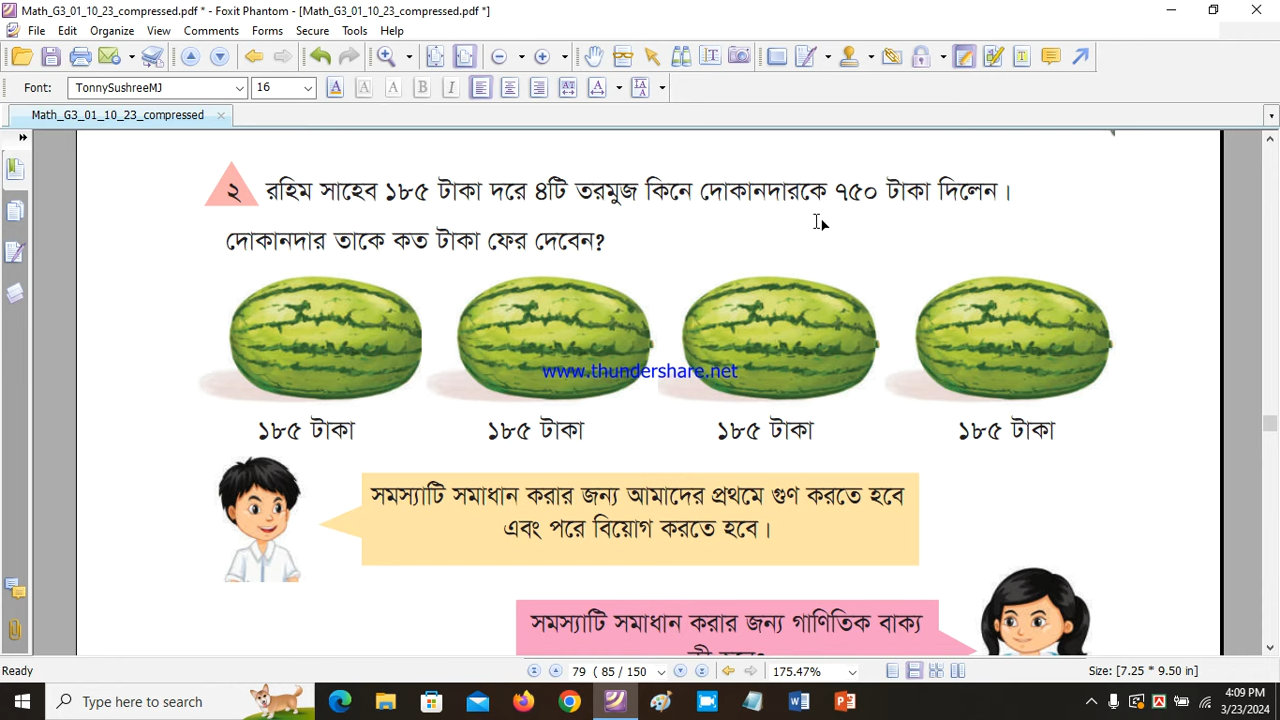 Math_G3_01_10_23_compressed.pdf * - Foxit Phantom - [Math_G3_01_10_23_compressed.pdf *]
File Edit Organize View Comments Forms Secure Tools Help
Font: TonnySushreeMJ 16
Math_G3_01_10_23_compressed
২ রহিম সাহেব ১৮৫ টাকা দরে ৪টি তরমুজ কিনে দোকানদারকে ৭৫০ টাকা দিলেন।
দোকানদার তাকে কত টাকা ফের দেবেন?
www.thundershare.net
১৮৫ টাকা ১৮৫ টাকা ১৮৫ টাকা ১৮৫ টাকা
সমস্যাটি সমাধান করার জন্য আমাদের প্রথমে গুণ করতে হবে
এবং পরে বিয়োগ করতে হবে।
সমস্যাটি সমাধান করার জন্য গাণিতিক বাক্য
Ready 79 ( 85 / 150 ) 175.47% Size: [7.25 * 9.50 in]
Type here to search
4:09 PM
3/23/2024